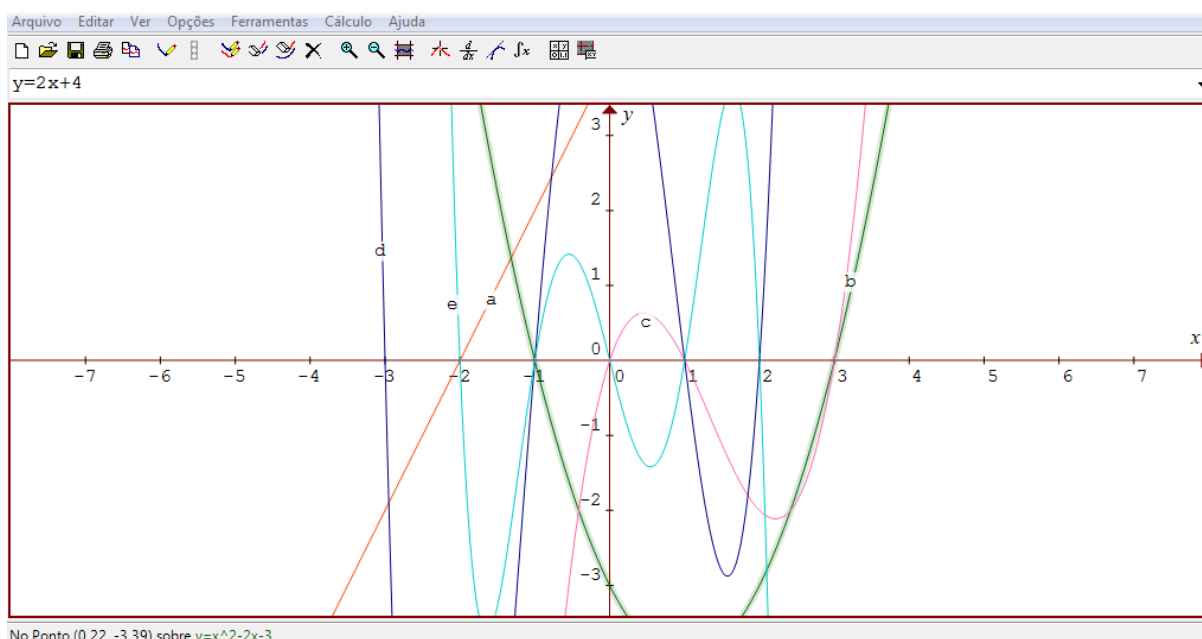 Arquivo Editar Ver Opções Ferramentas Cálculo Ajuda
y=2x+4
3 y
2
d
e a 1 c b
0 x
-7 -6 -5 -4 -3 -2 -1 0 1 2 3 4 5 6 7
-1
-2
-3
No Ponto (0.22, -3.39) sobre y=x^2-2x-3